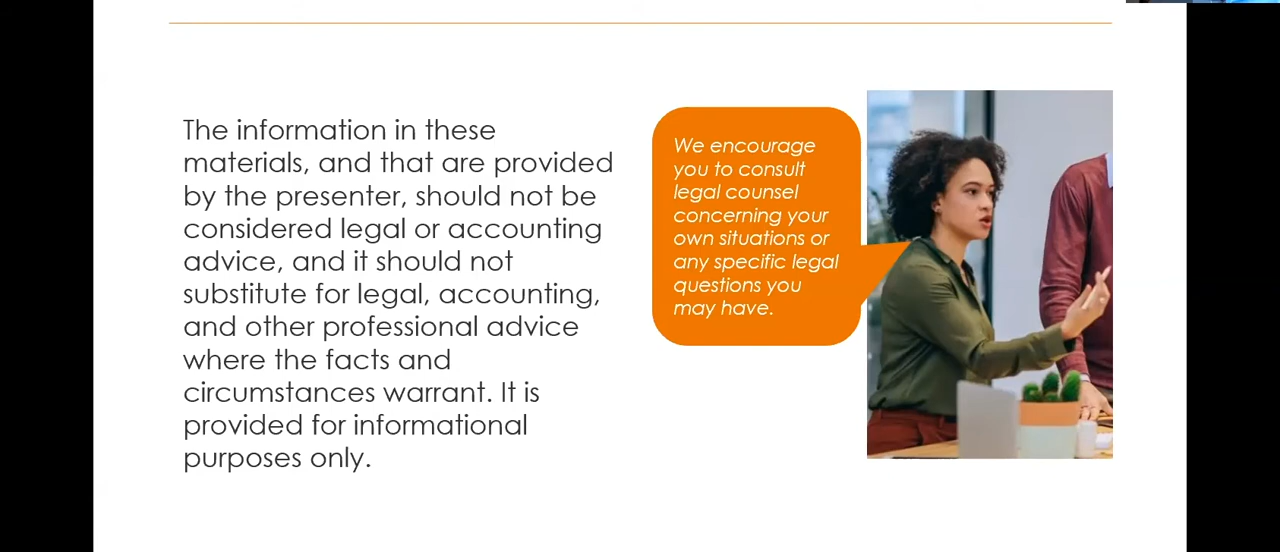 The information in these
materials, and that are provided
by the presenter, should not be
considered legal or accounting
advice, and it should not
substitute for legal, accounting,
and other professional advice
where the facts and
circumstances warrant. It is
provided for informational
purposes only.
We encourage
you to consult
legal counsel
concerning your
own situations or
any specific legal
questions you
may have.